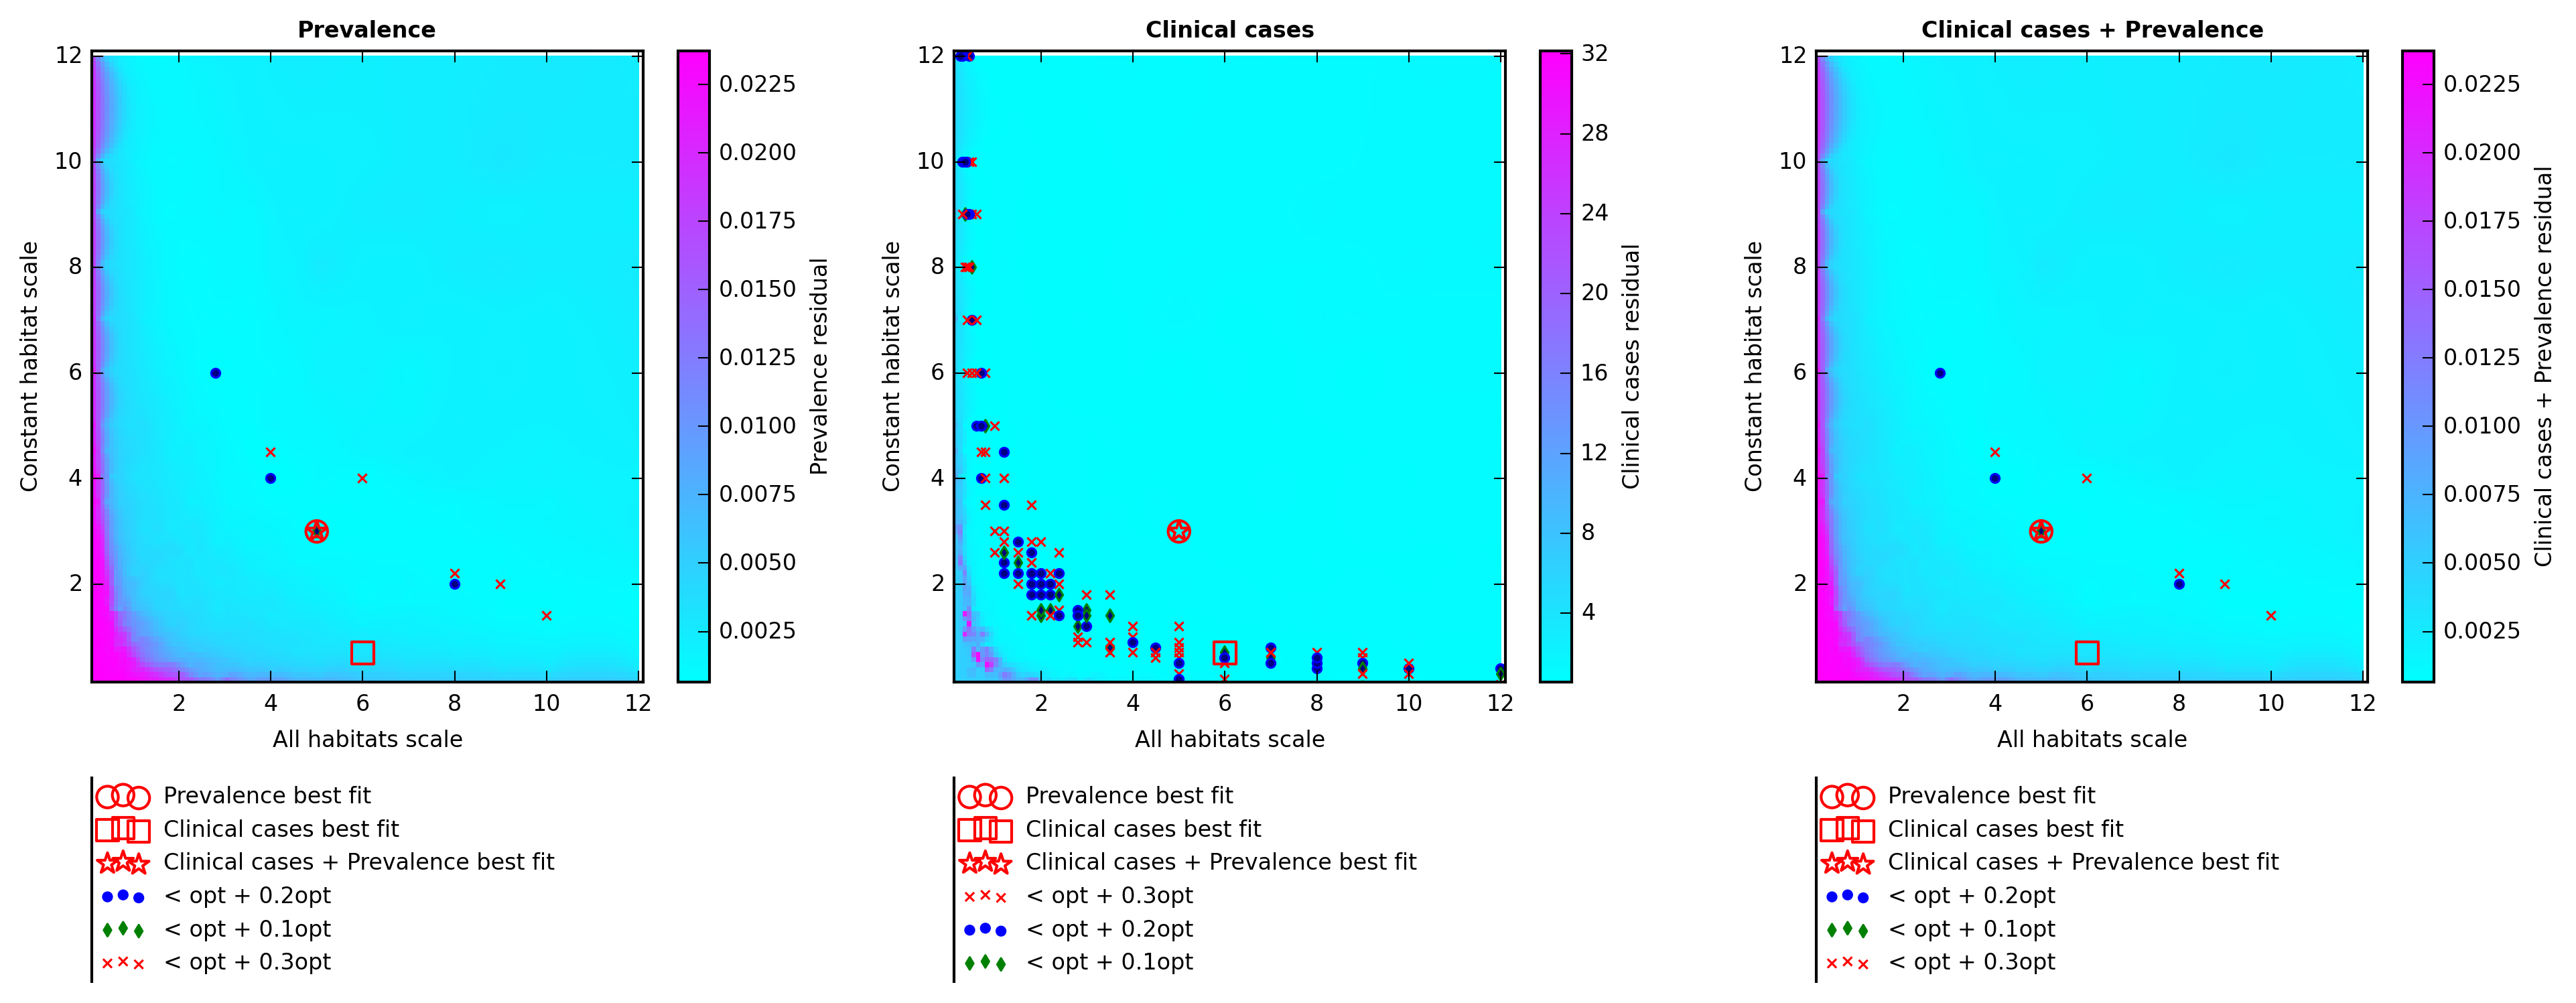 Prevalence
12
10
8
6
4
2
2 4 6 8 10 12
Constant habitat scale
All habitats scale
0.0225
0.0200
0.0175
0.0150
0.0125
0.0100
0.0075
0.0050
0.0025
Prevalence residual
Prevalence best fit
Clinical cases best fit
Clinical cases + Prevalence best fit
< opt + 0.2opt
< opt + 0.1opt
< opt + 0.3opt
Clinical cases
12
10
8
6
4
2
2 4 6 8 10 12
Constant habitat scale
All habitats scale
32
28
24
20
16
12
8
4
Clinical cases residual
Prevalence best fit
Clinical cases best fit
Clinical cases + Prevalence best fit
< opt + 0.3opt
< opt + 0.2opt
< opt + 0.1opt
Clinical cases + Prevalence
12
10
8
6
4
2
2 4 6 8 10 12
Constant habitat scale
All habitats scale
0.0225
0.0200
0.0175
0.0150
0.0125
0.0100
0.0075
0.0050
0.0025
Clinical cases + Prevalence residual
Prevalence best fit
Clinical cases best fit
Clinical cases + Prevalence best fit
< opt + 0.2opt
< opt + 0.1opt
< opt + 0.3opt